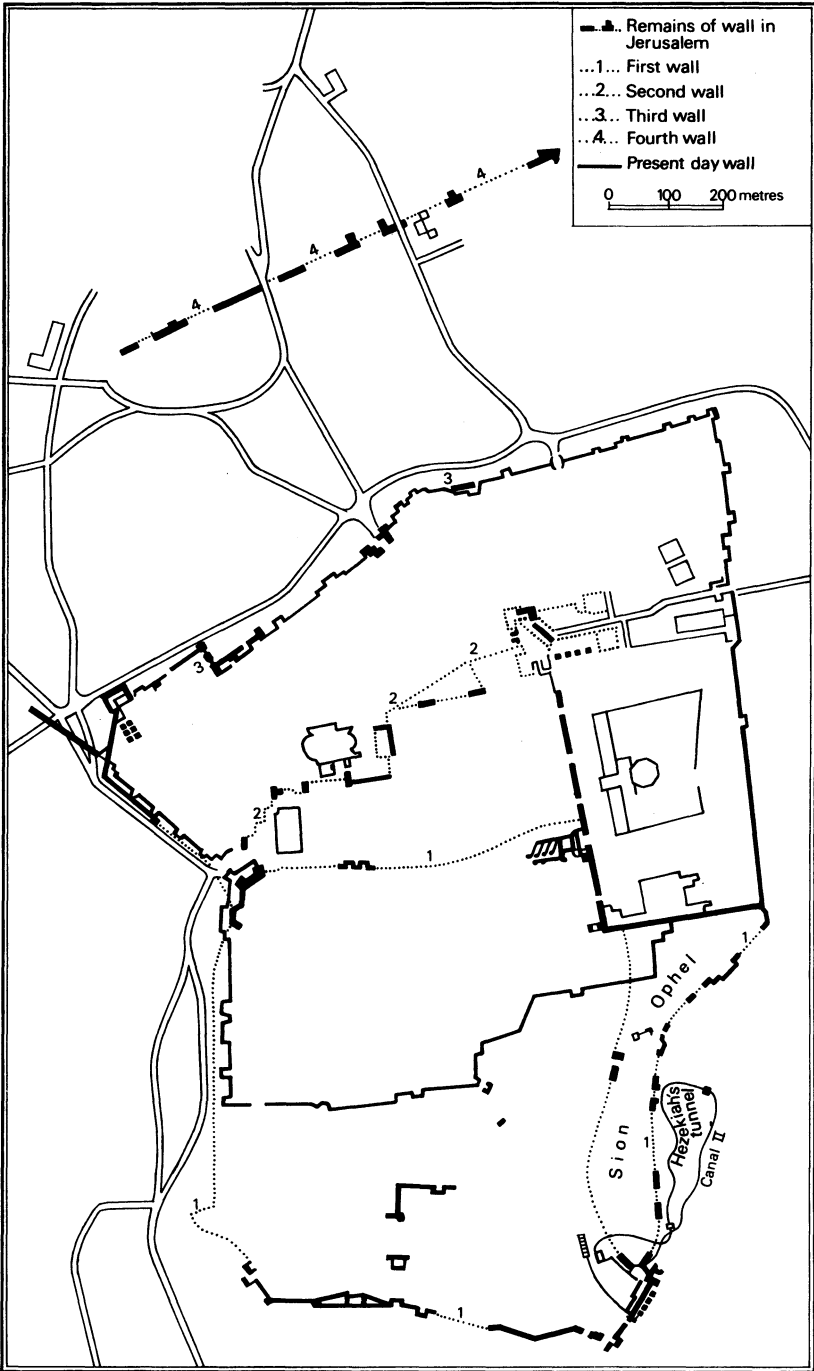 Remains of wall in
Jerusalem
...1... First wall
...2... Second wall
...3... Third wall
...4... Fourth wall
Present day wall
0 100 200 metres
4
4
4
3
3
2
2
2
1
1
Ophel
Sion
1
Hezekiah's
tunnel
Canal II
1
1